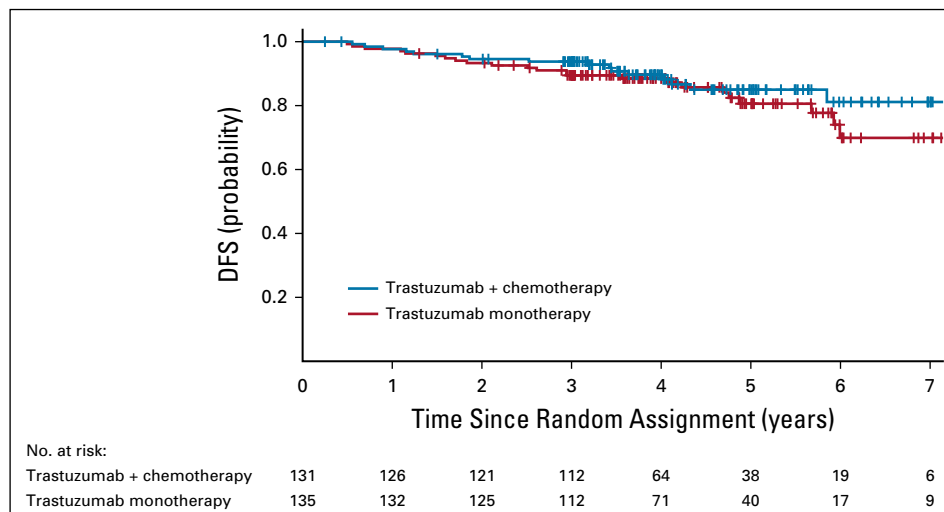 1.0
0.8
0.6
0.4
0.2
DFS (probability)
Trastuzumab + chemotherapy
Trastuzumab monotherapy
0 1 2 3 4 5 6 7
Time Since Random Assignment (years)
No. at risk:
Trastuzumab + chemotherapy 131 126 121 112 64 38 19 6
Trastuzumab monotherapy 135 132 125 112 71 40 17 9